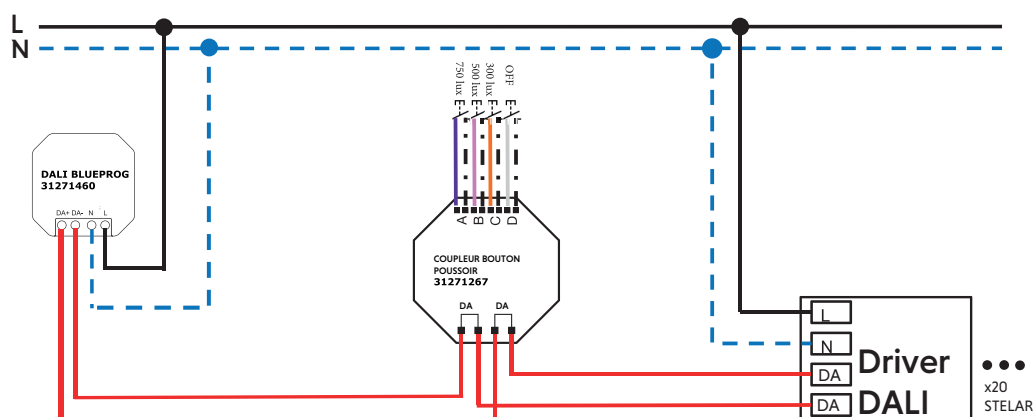 L
N
750 lux
500 lux
300 lux
OFF
DALI BLUEPROG
31271460
DA+ DA- N L
A
B
C
D
COUPLEUR BOUTON
POUSSOIR
31271267
DA DA
L
N
DA
DA
Driver
DALI
x20
STELAR